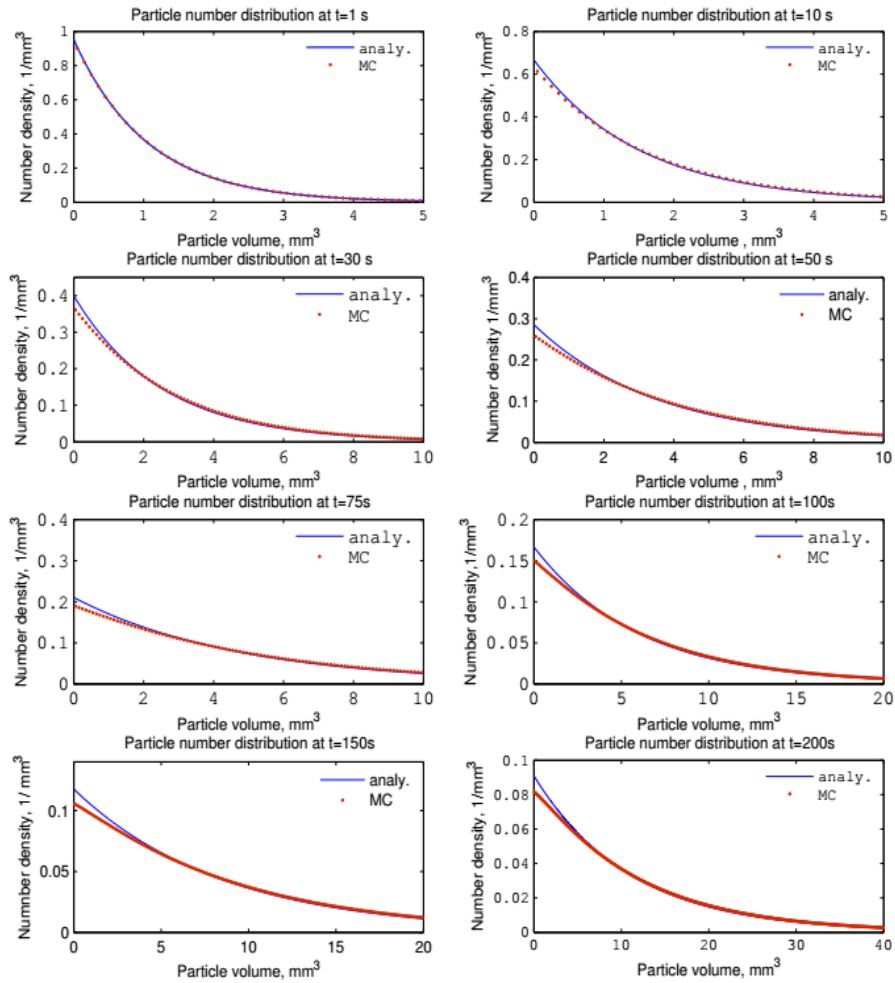 Particle number distribution at t=1 s
Number density, 1/mm³
1
0.8
0.6
0.4
0.2
0
analy.
MC
0 1 2 3 4 5
Particle volume, mm³
Particle number distribution at t=10 s
Number density, 1/mm³
0.8
0.6
0.4
0.2
0
analy.
MC
0 1 2 3 4 5
Particle volume , mm³
Particle number distribution at t=30 s
Number density, 1/mm³
0.4
0.3
0.2
0.1
0
analy.
MC
0 2 4 6 8 10
Particle volume, mm³
Particle number distribution at t=50 s
Number density 1/mm³
0.4
0.3
0.2
0.1
0
analy.
MC
0 2 4 6 8 10
Particle volume , mm³
Particle number distribution at t=75s
Number density, 1/mm³
0.4
0.3
0.2
0.1
0
analy.
MC
0 2 4 6 8 10
Particle volume, mm³
Particle number distribution at t=100s
Number density,1/mm³
0.2
0.15
0.1
0.05
0
analy.
MC
0 5 10 15 20
Particle volume, mm³
Particle number distribution at t=150s
Numnber density, 1/ mm³
0.1
0.05
0
analy.
MC
0 5 10 15 20
Particle volume, mm³
Particle number distribution at t=200s
Number density, 1/mm³
0.1
0.08
0.06
0.04
0.02
0
analy.
MC
0 10 20 30 40
Particle volume, mm³